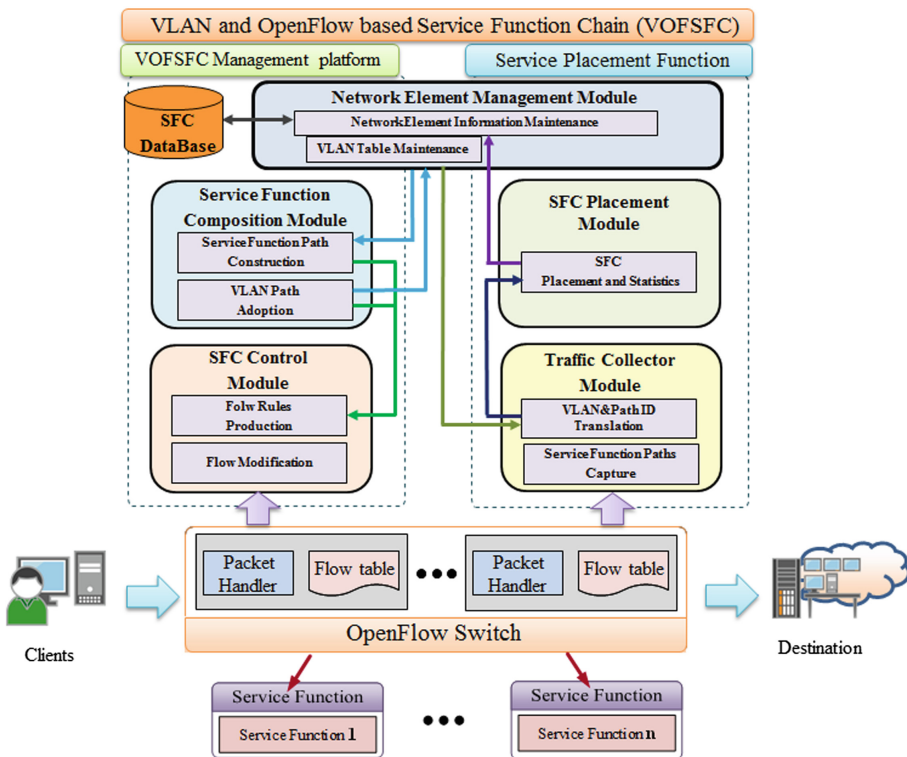 VLAN and OpenFlow based Service Function Chain (VOFSFC)
VOFSFC Management platform
Service Placement Function
SFC
DataBase
Network Element Management Module
NetworkElement Information Maintenance
VLAN Table Maintenance
Service Function
Composition Module
ServiceFunction Path
Construction
VLAN Path
Adoption
SFC Placement
Module
SFC
Placement and Statistics
SFC Control
Module
Folw Rules
Production
Flow Modification
Traffic Collector
Module
VLAN&Path ID
Translation
ServiceFunction Paths
Capture
Packet
Handler
Flow table
Packet
Handler
Flow table
OpenFlow Switch
Clients
Destination
Service Function
Service Function 1
Service Function
Service Function n